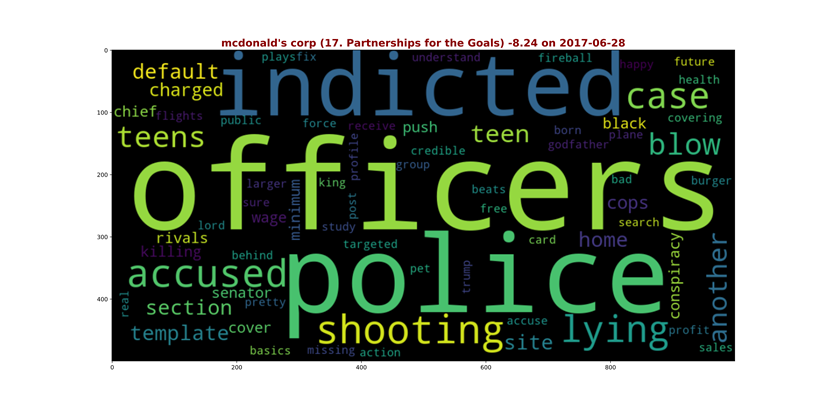 mcdonald's corp (17. Partnerships for the Goals) -8.24 on 2017-06-28
playsfix understand fireball happy future
default indicted health
charged case
chief flights public force receive push teen born black plane covering
teens credible godfather blow
officers
profile group
larger king beats bad burger
sure minimum post free cops
lord wage study search
rivals targeted card home
killing behind police conspiracy another
accused pet trump
senator
real section pretty
template cover shooting accuse lying profit
site
basics missing action sales
0
100
200
300
400
0 200 400 600 800